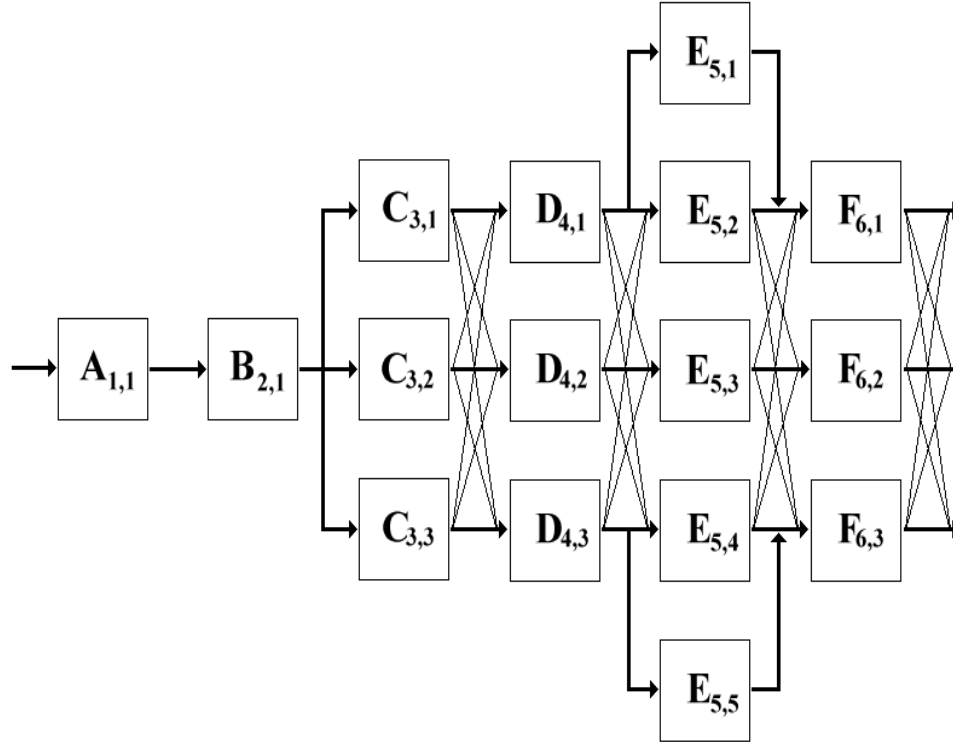 E5,1
C3,1 D4,1 E5,2 F6,1
A1,1 B2,1 C3,2 D4,2 E5,3 F6,2
C3,3 D4,3 E5,4 F6,3
E5,5